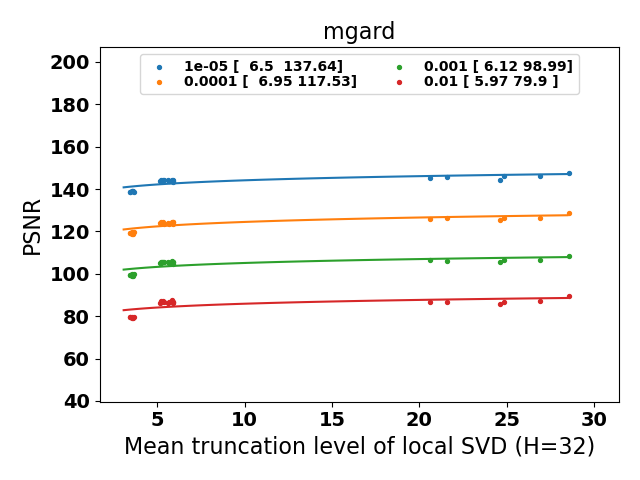 mgard
1e-05 [ 6.5 137.64]
0.0001 [ 6.95 117.53]
0.001 [ 6.12 98.99]
0.01 [ 5.97 79.9 ]
PSNR
200
180
160
140
120
100
80
60
40
5 10 15 20 25 30
Mean truncation level of local SVD (H=32)